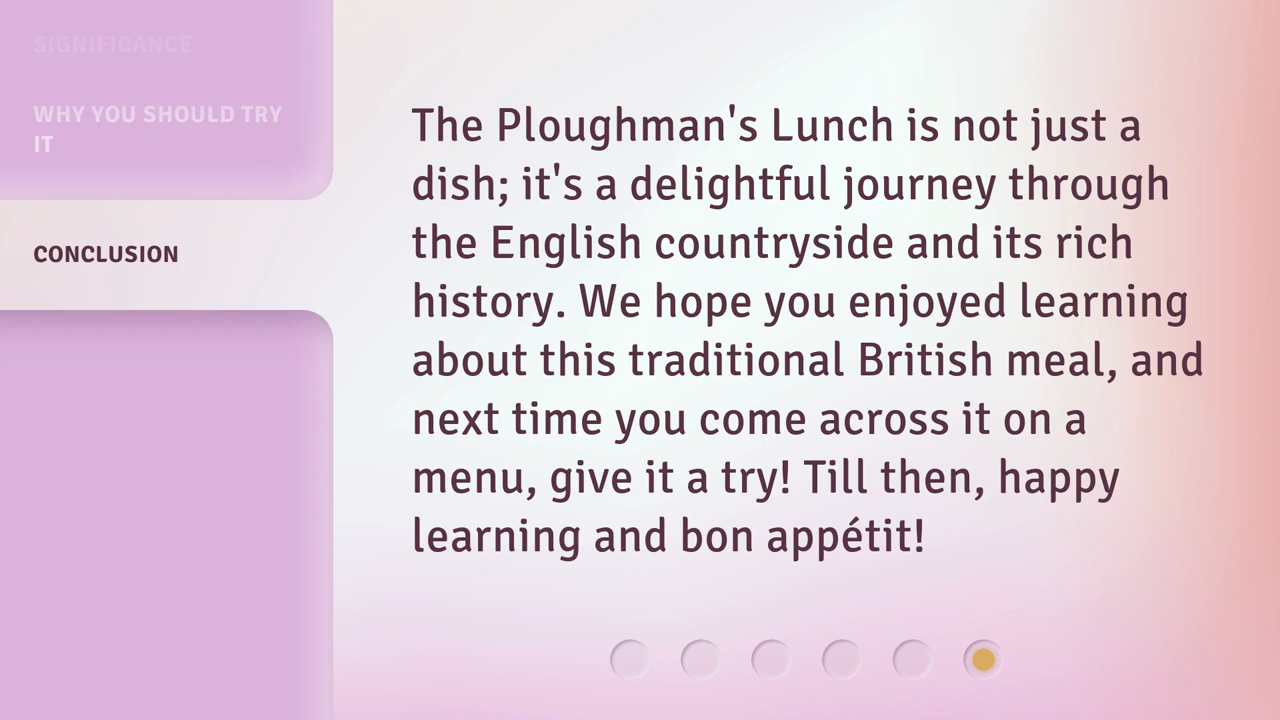 SIGNIFICANCE
WHY YOU SHOULD TRY
IT
CONCLUSION
The Ploughman's Lunch is not just a
dish; it's a delightful journey through
the English countryside and its rich
history. We hope you enjoyed learning
about this traditional British meal, and
next time you come across it on a
menu, give it a try! Till then, happy
learning and bon appétit!